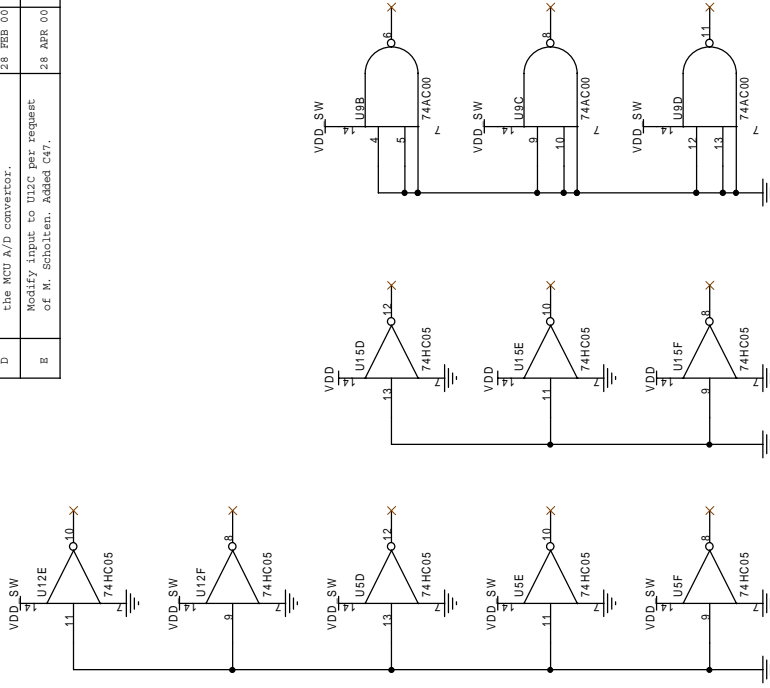 D
the MCU A/D convertor.
28 FEB 00
E
Modify input to U12C per request
of M. Scholten. Added C47.
28 APR 00
VDD_SW
14
U12E
11
10
74HC05
7
VDD_SW
14
U12F
9
8
74HC05
7
VDD_SW
14
U5D
13
12
74HC05
7
VDD_SW
14
U5E
11
10
74HC05
7
VDD_SW
14
U5F
9
8
74HC05
7
VDD
14
U15D
13
12
74HC05
7
VDD
14
U15E
11
10
74HC05
7
VDD
14
U15F
9
8
74HC05
7
VDD_SW
14
U9B
4
5
6
74AC00
7
VDD_SW
14
U9C
9
10
8
74AC00
7
VDD_SW
14
U9D
12
13
11
74AC00
7